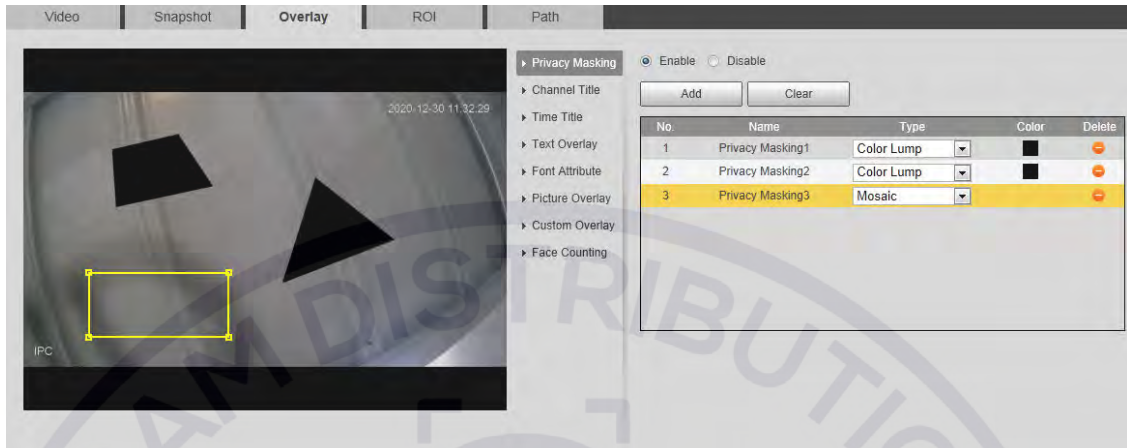 Video Snapshot Overlay ROI Path
2020-12-30 11:32:29
IPC
Privacy Masking
Channel Title
Time Title
Text Overlay
Font Attribute
Picture Overlay
Custom Overlay
Face Counting
Enable Disable
Add Clear
No. Name Type Color Delete
1 Privacy Masking1 Color Lump
2 Privacy Masking2 Color Lump
3 Privacy Masking3 Mosaic
AM DISTRIBUTIO